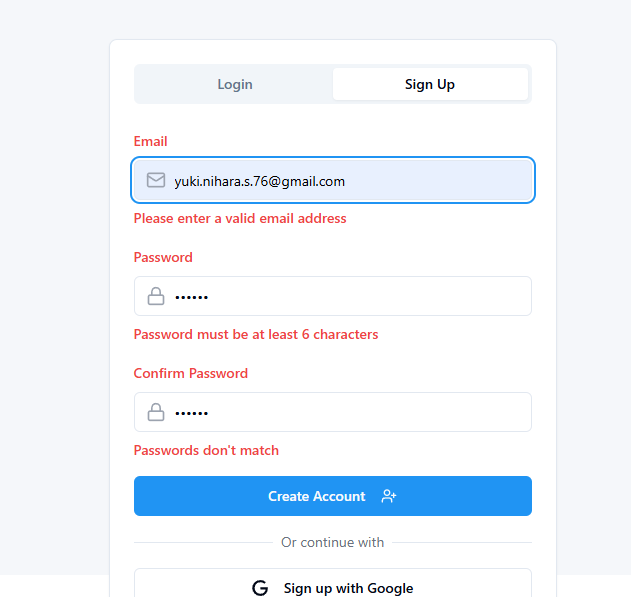 Login
Sign Up
Email
yuki.nihara.s.76@gmail.com
Please enter a valid email address
Password
••••••
Password must be at least 6 characters
Confirm Password
••••••
Passwords don't match
Create Account
Or continue with
G Sign up with Google